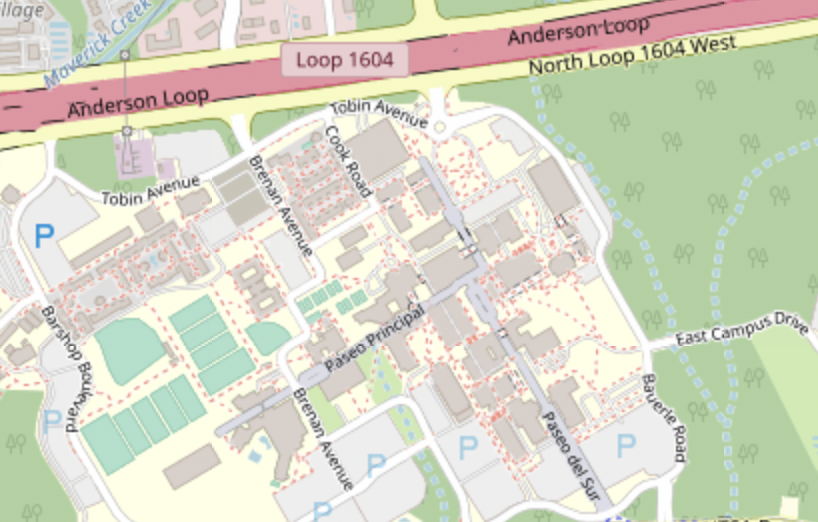 illage
Maverick Creek
Anderson Loop
Loop 1604
North Loop 1604 West
Anderson Loop
Tobin Avenue
Cook Road
Brenan Avenue
Tobin Avenue
P
Barshop Boulevard
Paseo Principal
East Campus Drive
Brenan Avenue
Bauerle Road
Paseo del Sur
P
P
P
P
P